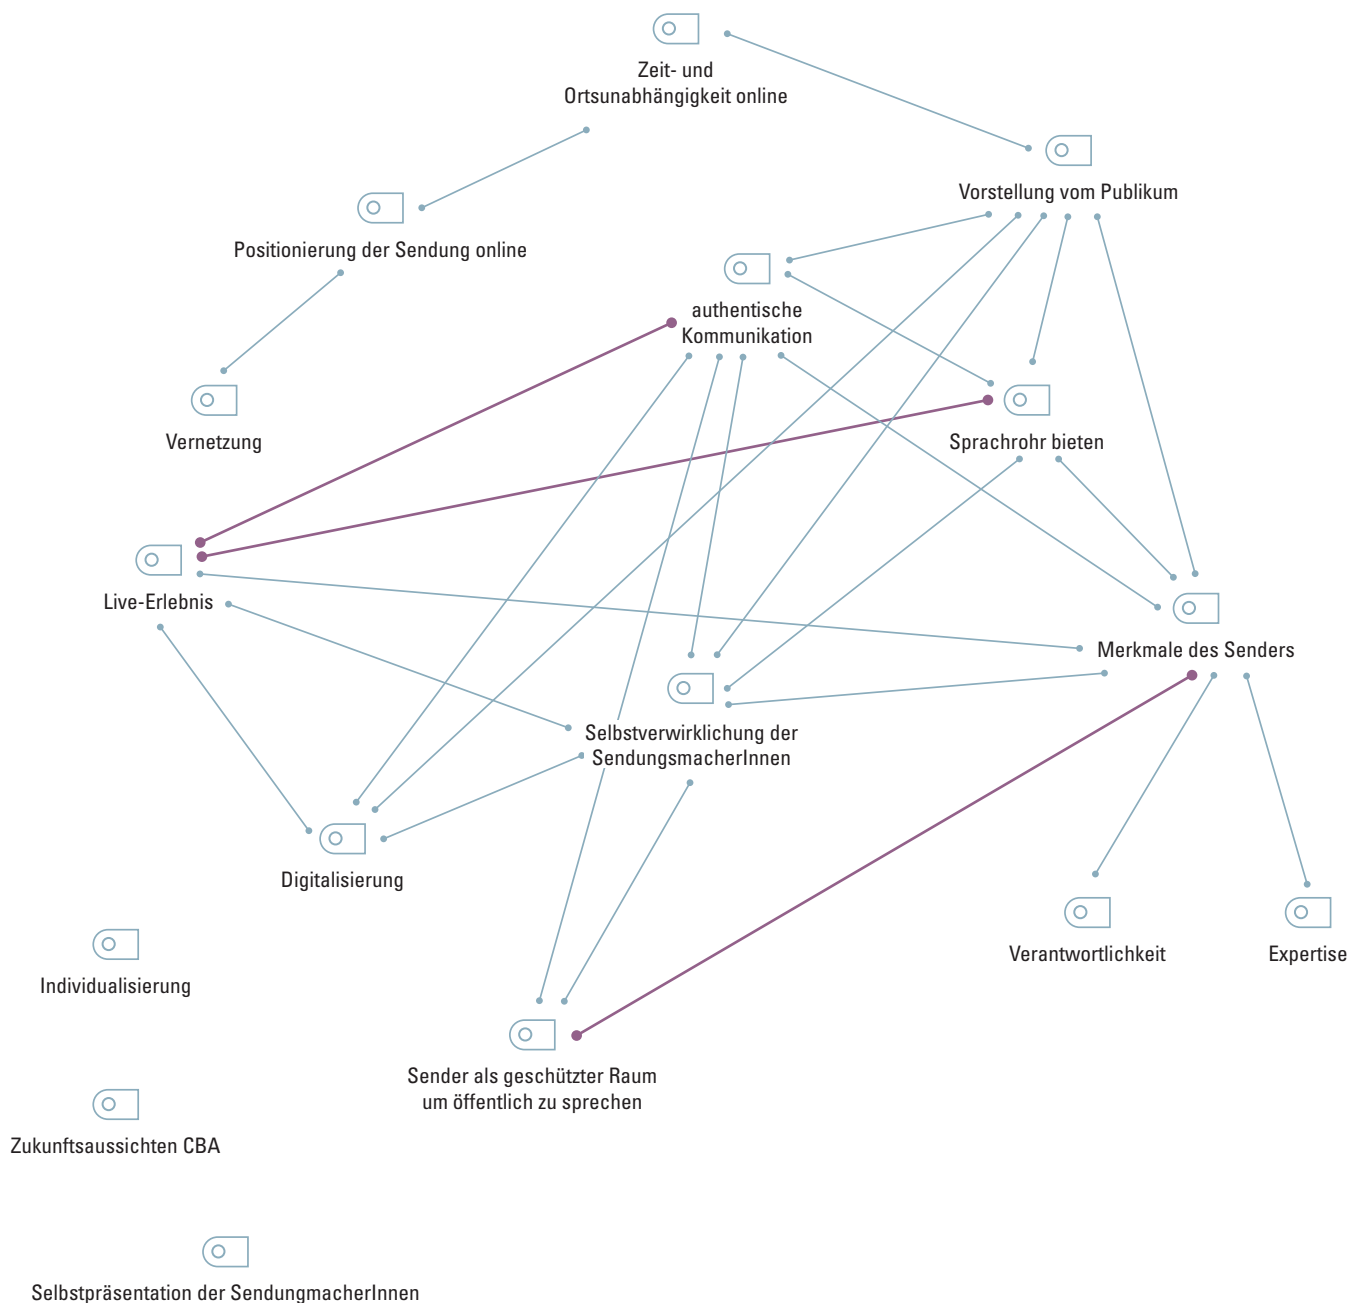 Zeit- und
Ortsunabhängigkeit online
Vorstellung vom Publikum
Positionierung der Sendung online
authentische
Kommunikation
Vernetzung
Sprachrohr bieten
Live-Erlebnis
Merkmale des Senders
Selbstverwirklichung der
SendungsmacherInnen
Digitalisierung
Verantwortlichkeit
Expertise
Individualisierung
Sender als geschützter Raum
um öffentlich zu sprechen
Zukunftsaussichten CBA
Selbstpräsentation der SendungmacherInnen